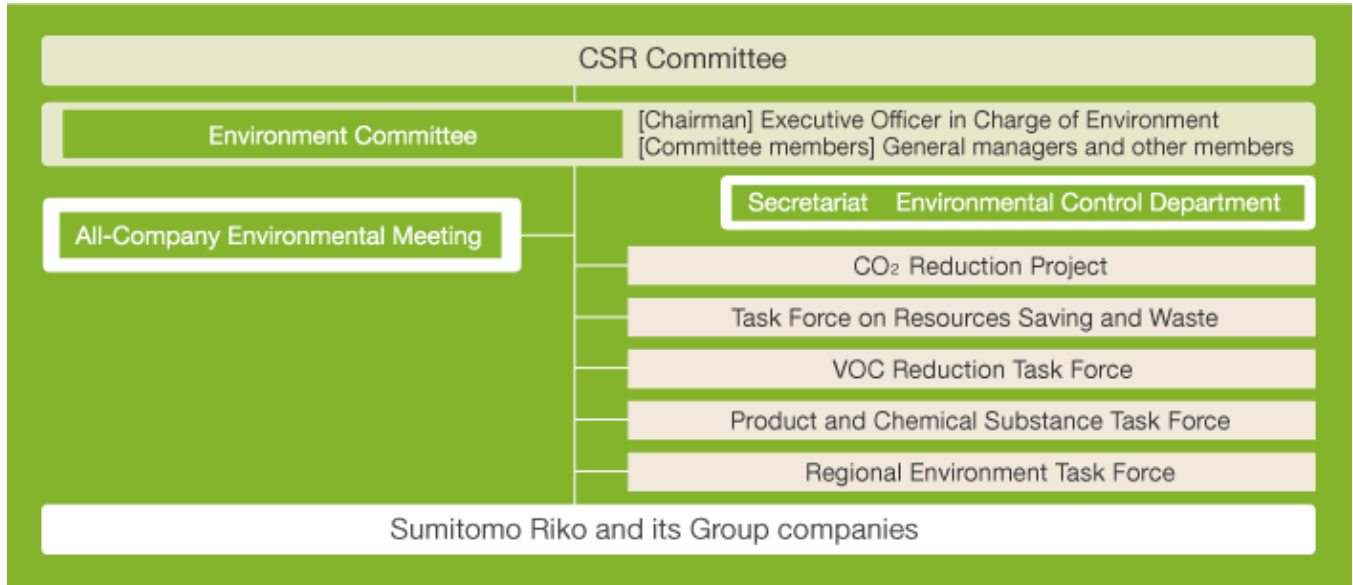 CSR Committee
Environment Committee
[Chairman] Executive Officer in Charge of Environment
[Committee members] General managers and other members
Secretariat Environmental Control Department
All-Company Environmental Meeting
CO₂ Reduction Project
Task Force on Resources Saving and Waste
VOC Reduction Task Force
Product and Chemical Substance Task Force
Regional Environment Task Force
Sumitomo Riko and its Group companies